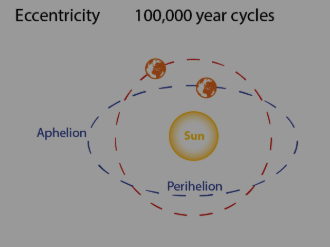 Eccentricity 100,000 year cycles
Aphelion
Sun
Perihelion